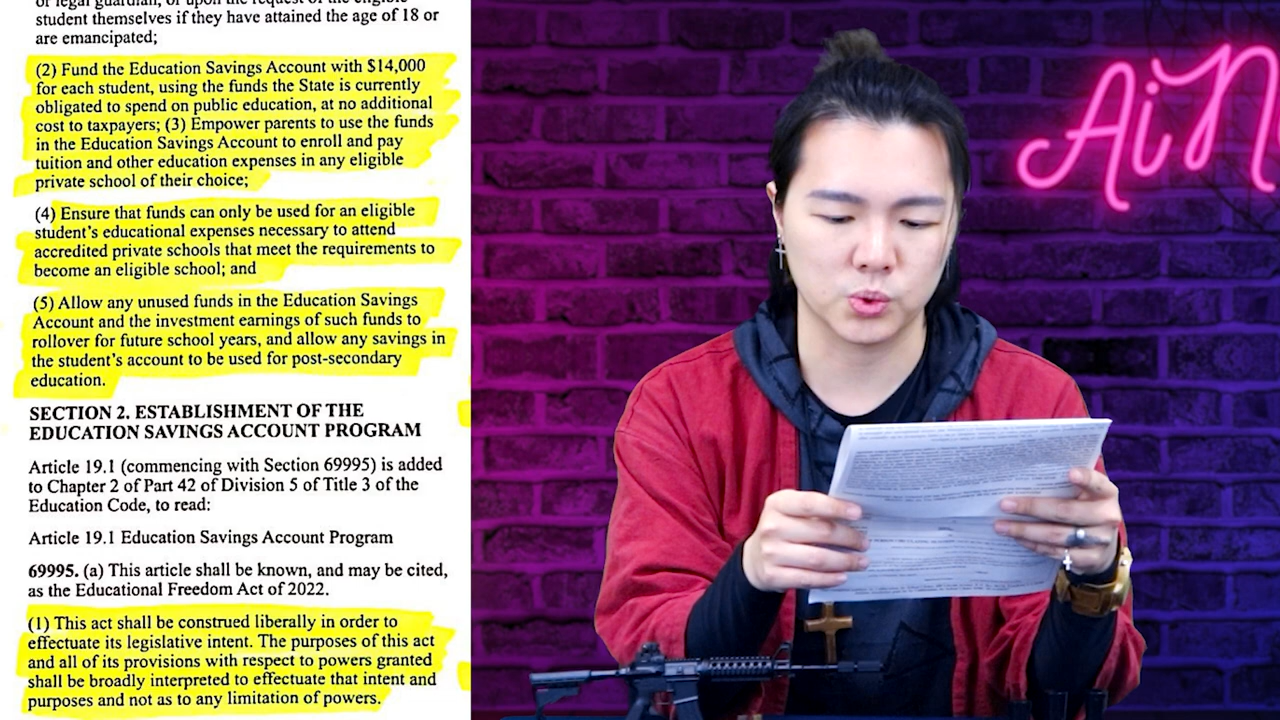 or legal guardian, or upon the request of the eligible
student themselves if they have attained the age of 18 or
are emancipated;
(2) Fund the Education Savings Account with $14,000
for each student, using the funds the State is currently
obligated to spend on public education, at no additional
cost to taxpayers; (3) Empower parents to use the funds
in the Education Savings Account to enroll and pay
tuition and other education expenses in any eligible
private school of their choice;
(4) Ensure that funds can only be used for an eligible
student's educational expenses necessary to attend
accredited private schools that meet the requirements to
become an eligible school; and
(5) Allow any unused funds in the Education Savings
Account and the investment earnings of such funds to
rollover for future school years, and allow any savings in
the student's account to be used for post-secondary
education.
SECTION 2. ESTABLISHMENT OF THE
EDUCATION SAVINGS ACCOUNT PROGRAM
Article 19.1 (commencing with Section 69995) is added
to Chapter 2 of Part 42 of Division 5 of Title 3 of the
Education Code, to read:
Article 19.1 Education Savings Account Program
69995. (a) This article shall be known, and may be cited,
as the Educational Freedom Act of 2022.
(1) This act shall be construed liberally in order to
effectuate its legislative intent. The purposes of this act
and all of its provisions with respect to powers granted
shall be broadly interpreted to effectuate that intent and
purposes and not as to any limitation of powers.
AiN